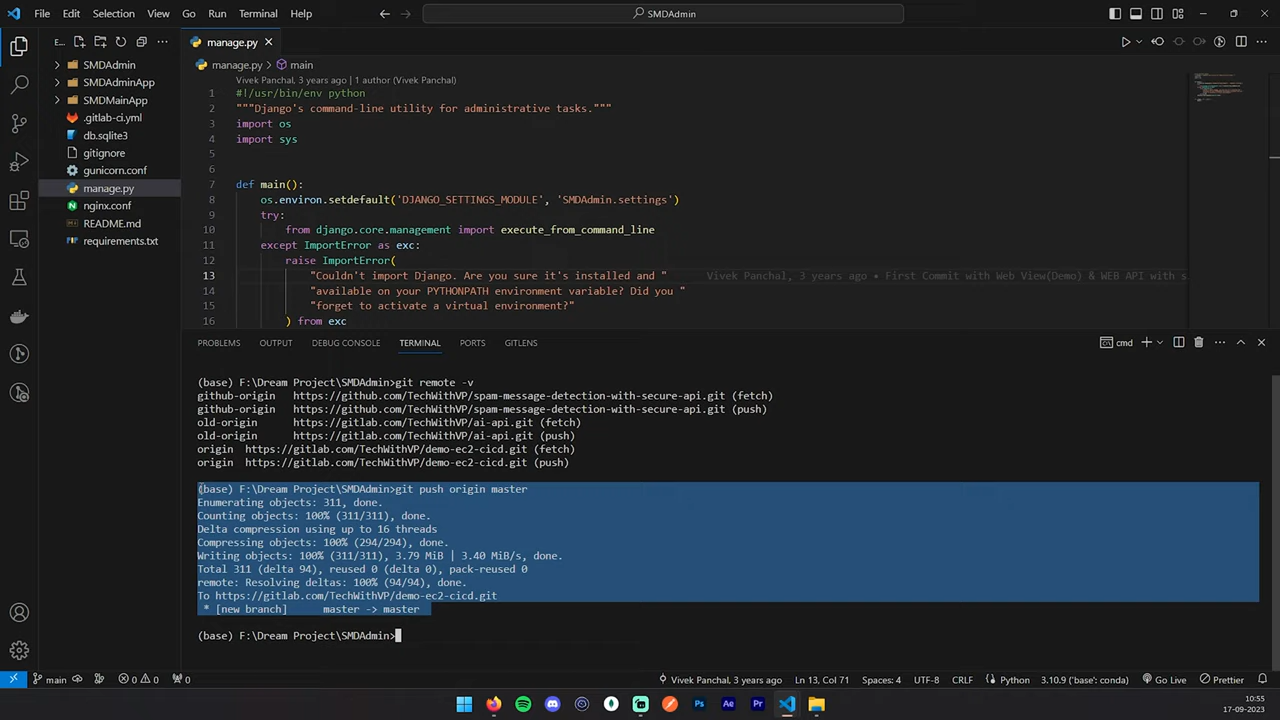 File Edit Selection View Go Run Terminal Help
SMDAdmin
E...
manage.py
SMDAdmin
SMDAdminApp
SMDMainApp
.gitlab-ci.yml
db.sqlite3
gitignore
gunicorn.conf
manage.py
nginx.conf
README.md
requirements.txt
manage.py > main
Vivek Panchal, 3 years ago | 1 author (Vivek Panchal)
1 #!/usr/bin/env python
2 """Django's command-line utility for administrative tasks."""
3 import os
4 import sys
5
6
7 def main():
8 os.environ.setdefault('DJANGO_SETTINGS_MODULE', 'SMDAdmin.settings')
9 try:
10 from django.core.management import execute_from_command_line
11 except ImportError as exc:
12 raise ImportError(
13 "Couldn't import Django. Are you sure it's installed and " Vivek Panchal, 3 years ago • First Commit with Web View(Demo) & WEB API with s
14 "available on your PYTHONPATH environment variable? Did you "
15 "forget to activate a virtual environment?"
16 ) from exc
PROBLEMS OUTPUT DEBUG CONSOLE TERMINAL PORTS GITLENS
cmd
(base) F:\Dream Project\SMDAdmin>git remote -v
github-origin https://github.com/TechWithVP/spam-message-detection-with-secure-api.git (fetch)
github-origin https://github.com/TechWithVP/spam-message-detection-with-secure-api.git (push)
old-origin https://gitlab.com/TechWithVP/ai-api.git (fetch)
old-origin https://gitlab.com/TechWithVP/ai-api.git (push)
origin https://gitlab.com/TechWithVP/demo-ec2-cicd.git (fetch)
origin https://gitlab.com/TechWithVP/demo-ec2-cicd.git (push)
(base) F:\Dream Project\SMDAdmin>git push origin master
Enumerating objects: 311, done.
Counting objects: 100% (311/311), done.
Delta compression using up to 16 threads
Compressing objects: 100% (294/294), done.
Writing objects: 100% (311/311), 3.79 MiB | 3.40 MiB/s, done.
Total 311 (delta 94), reused 0 (delta 0), pack-reused 0
remote: Resolving deltas: 100% (94/94), done.
To https://gitlab.com/TechWithVP/demo-ec2-cicd.git
* [new branch] master -> master
(base) F:\Dream Project\SMDAdmin>
main 0 0 0 Vivek Panchal, 3 years ago Ln 13, Col 71 Spaces: 4 UTF-8 CRLF Python 3.10.9 ('base': conda) Go Live Prettier
Ae Pr
10:55
17-09-2023